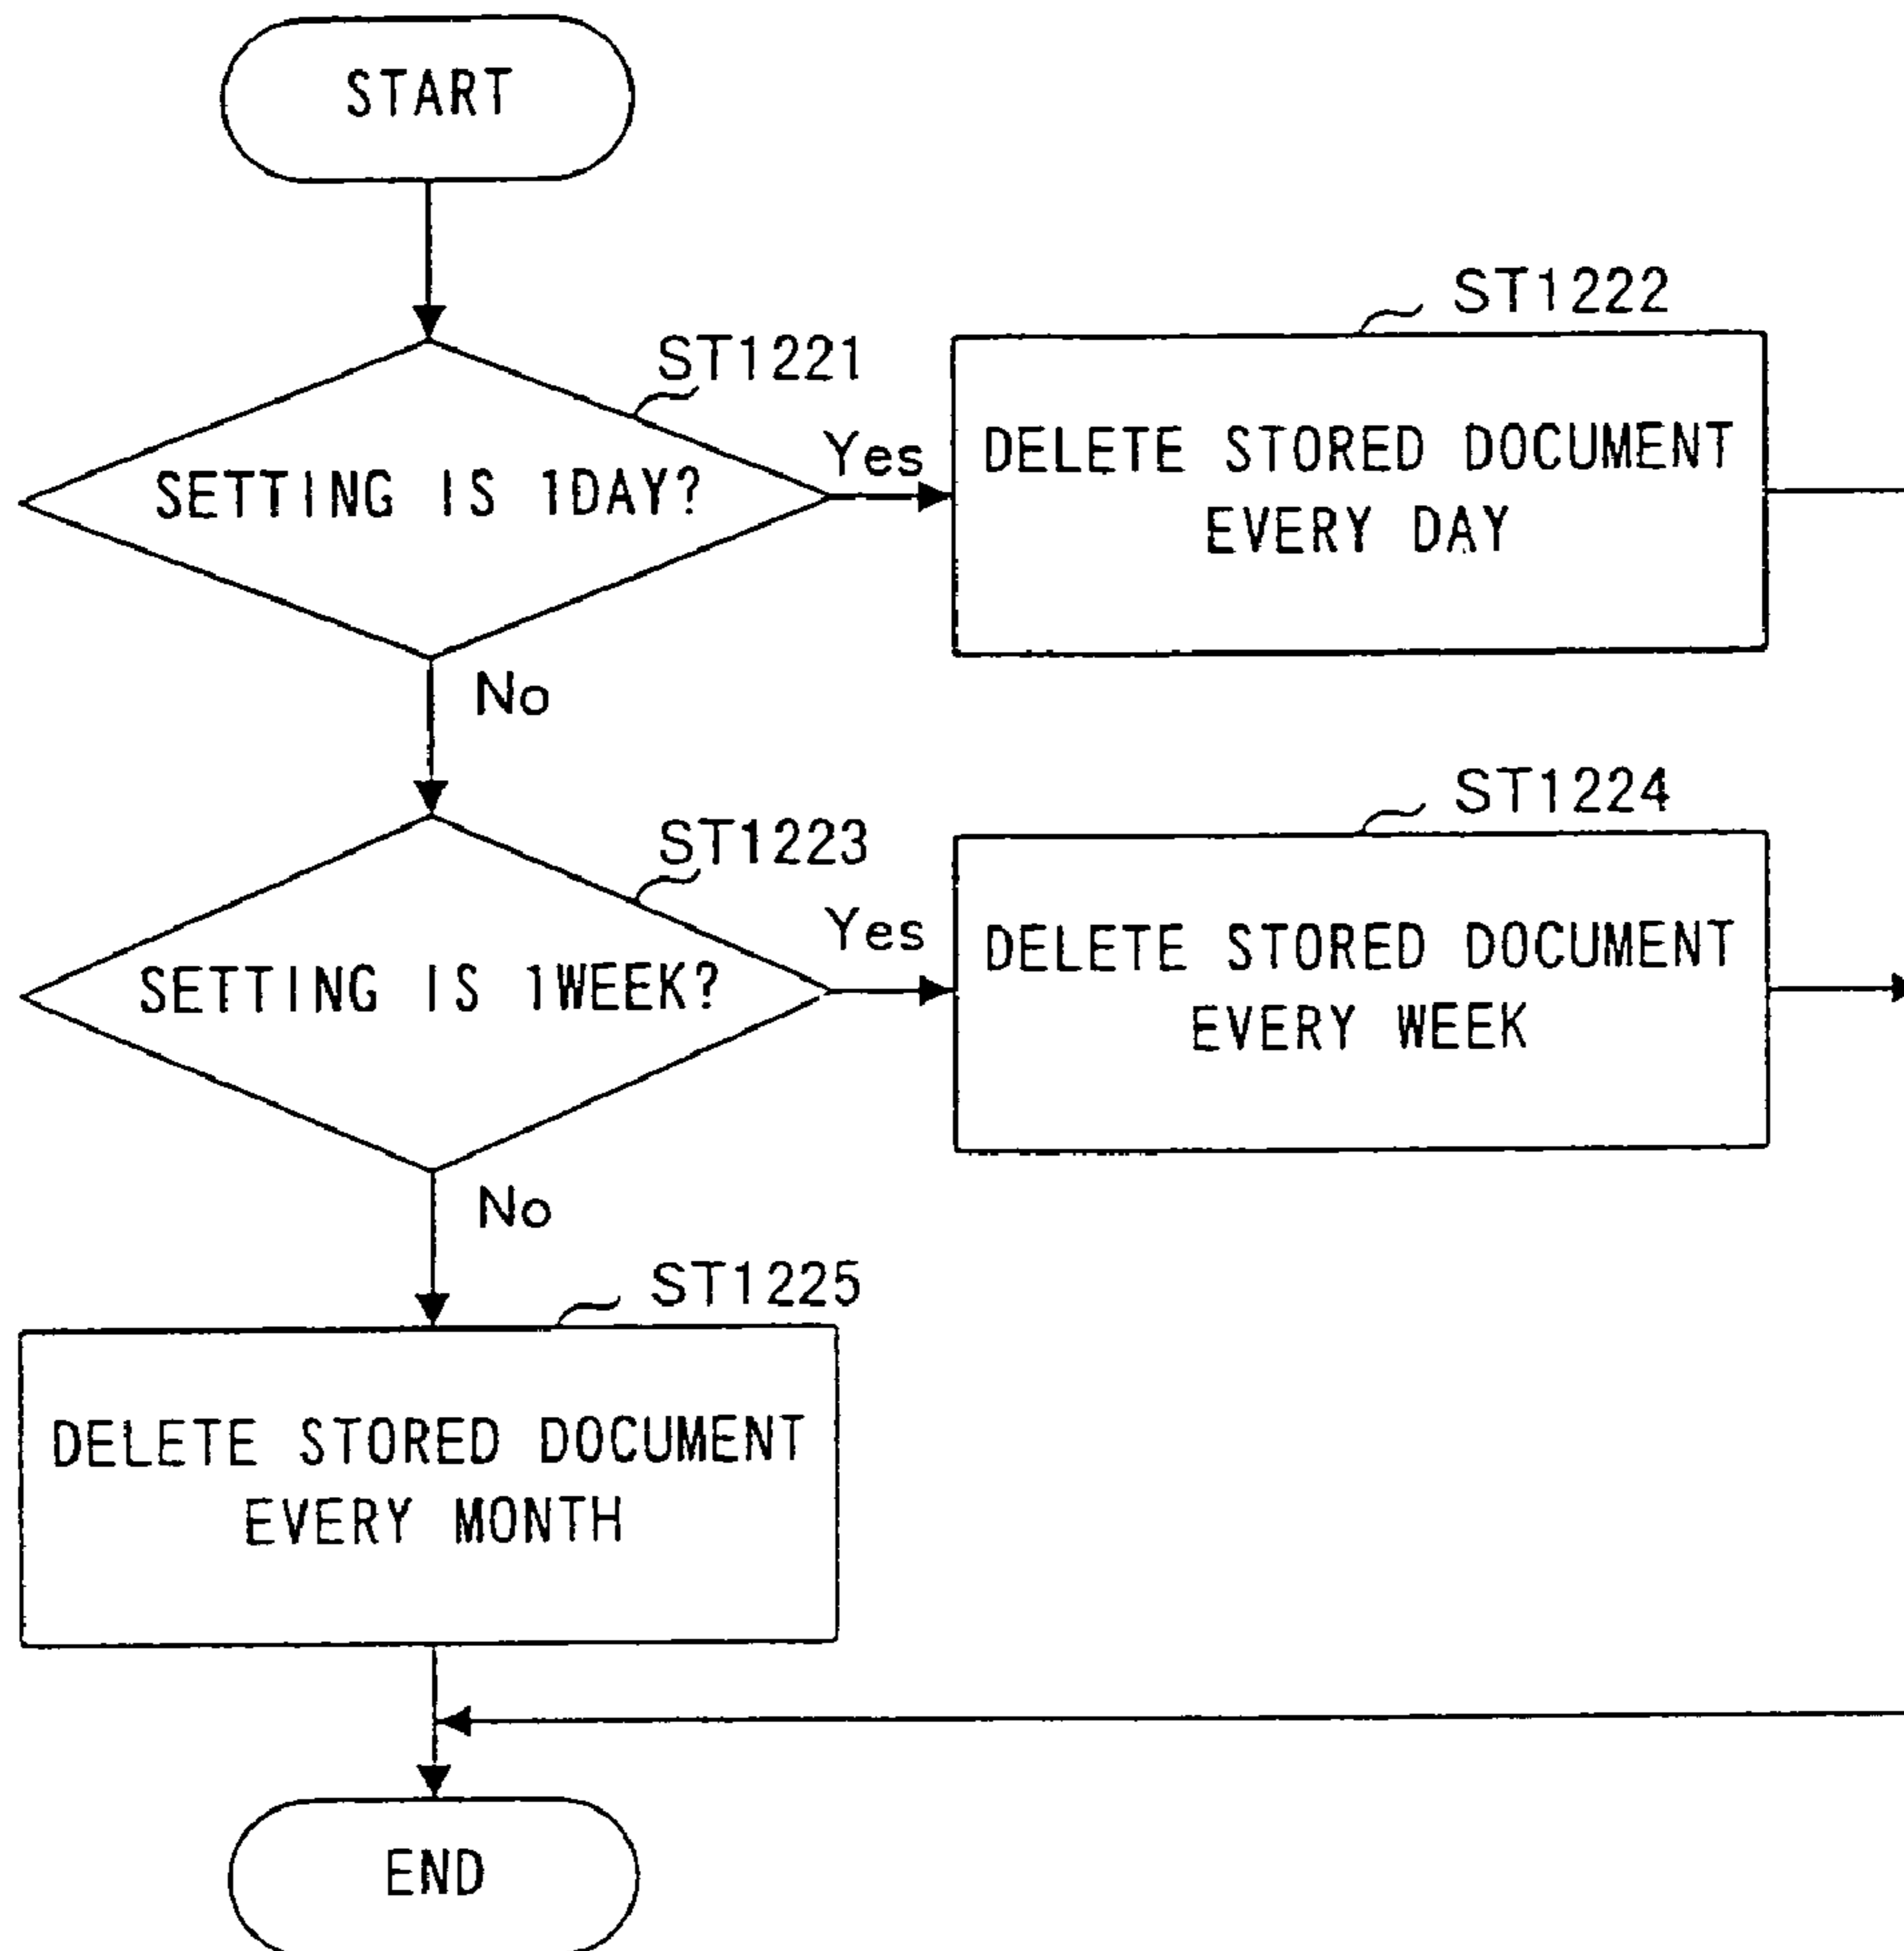 START
ST1221
SETTING IS 1DAY?
Yes
ST1222
DELETE STORED DOCUMENT
EVERY DAY
No
ST1223
SETTING IS 1WEEK?
Yes
ST1224
DELETE STORED DOCUMENT
EVERY WEEK
No
ST1225
DELETE STORED DOCUMENT
EVERY MONTH
END